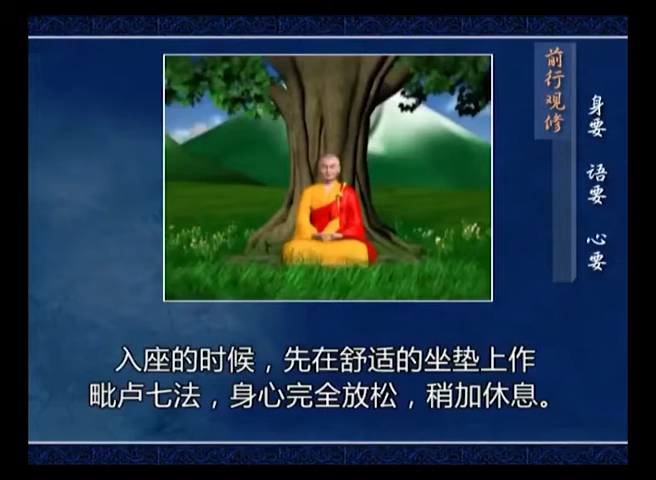 前行观修
身要 语要 心要
入座的时候，先在舒适的坐垫上作
毗卢七法，身心完全放松，稍加休息。